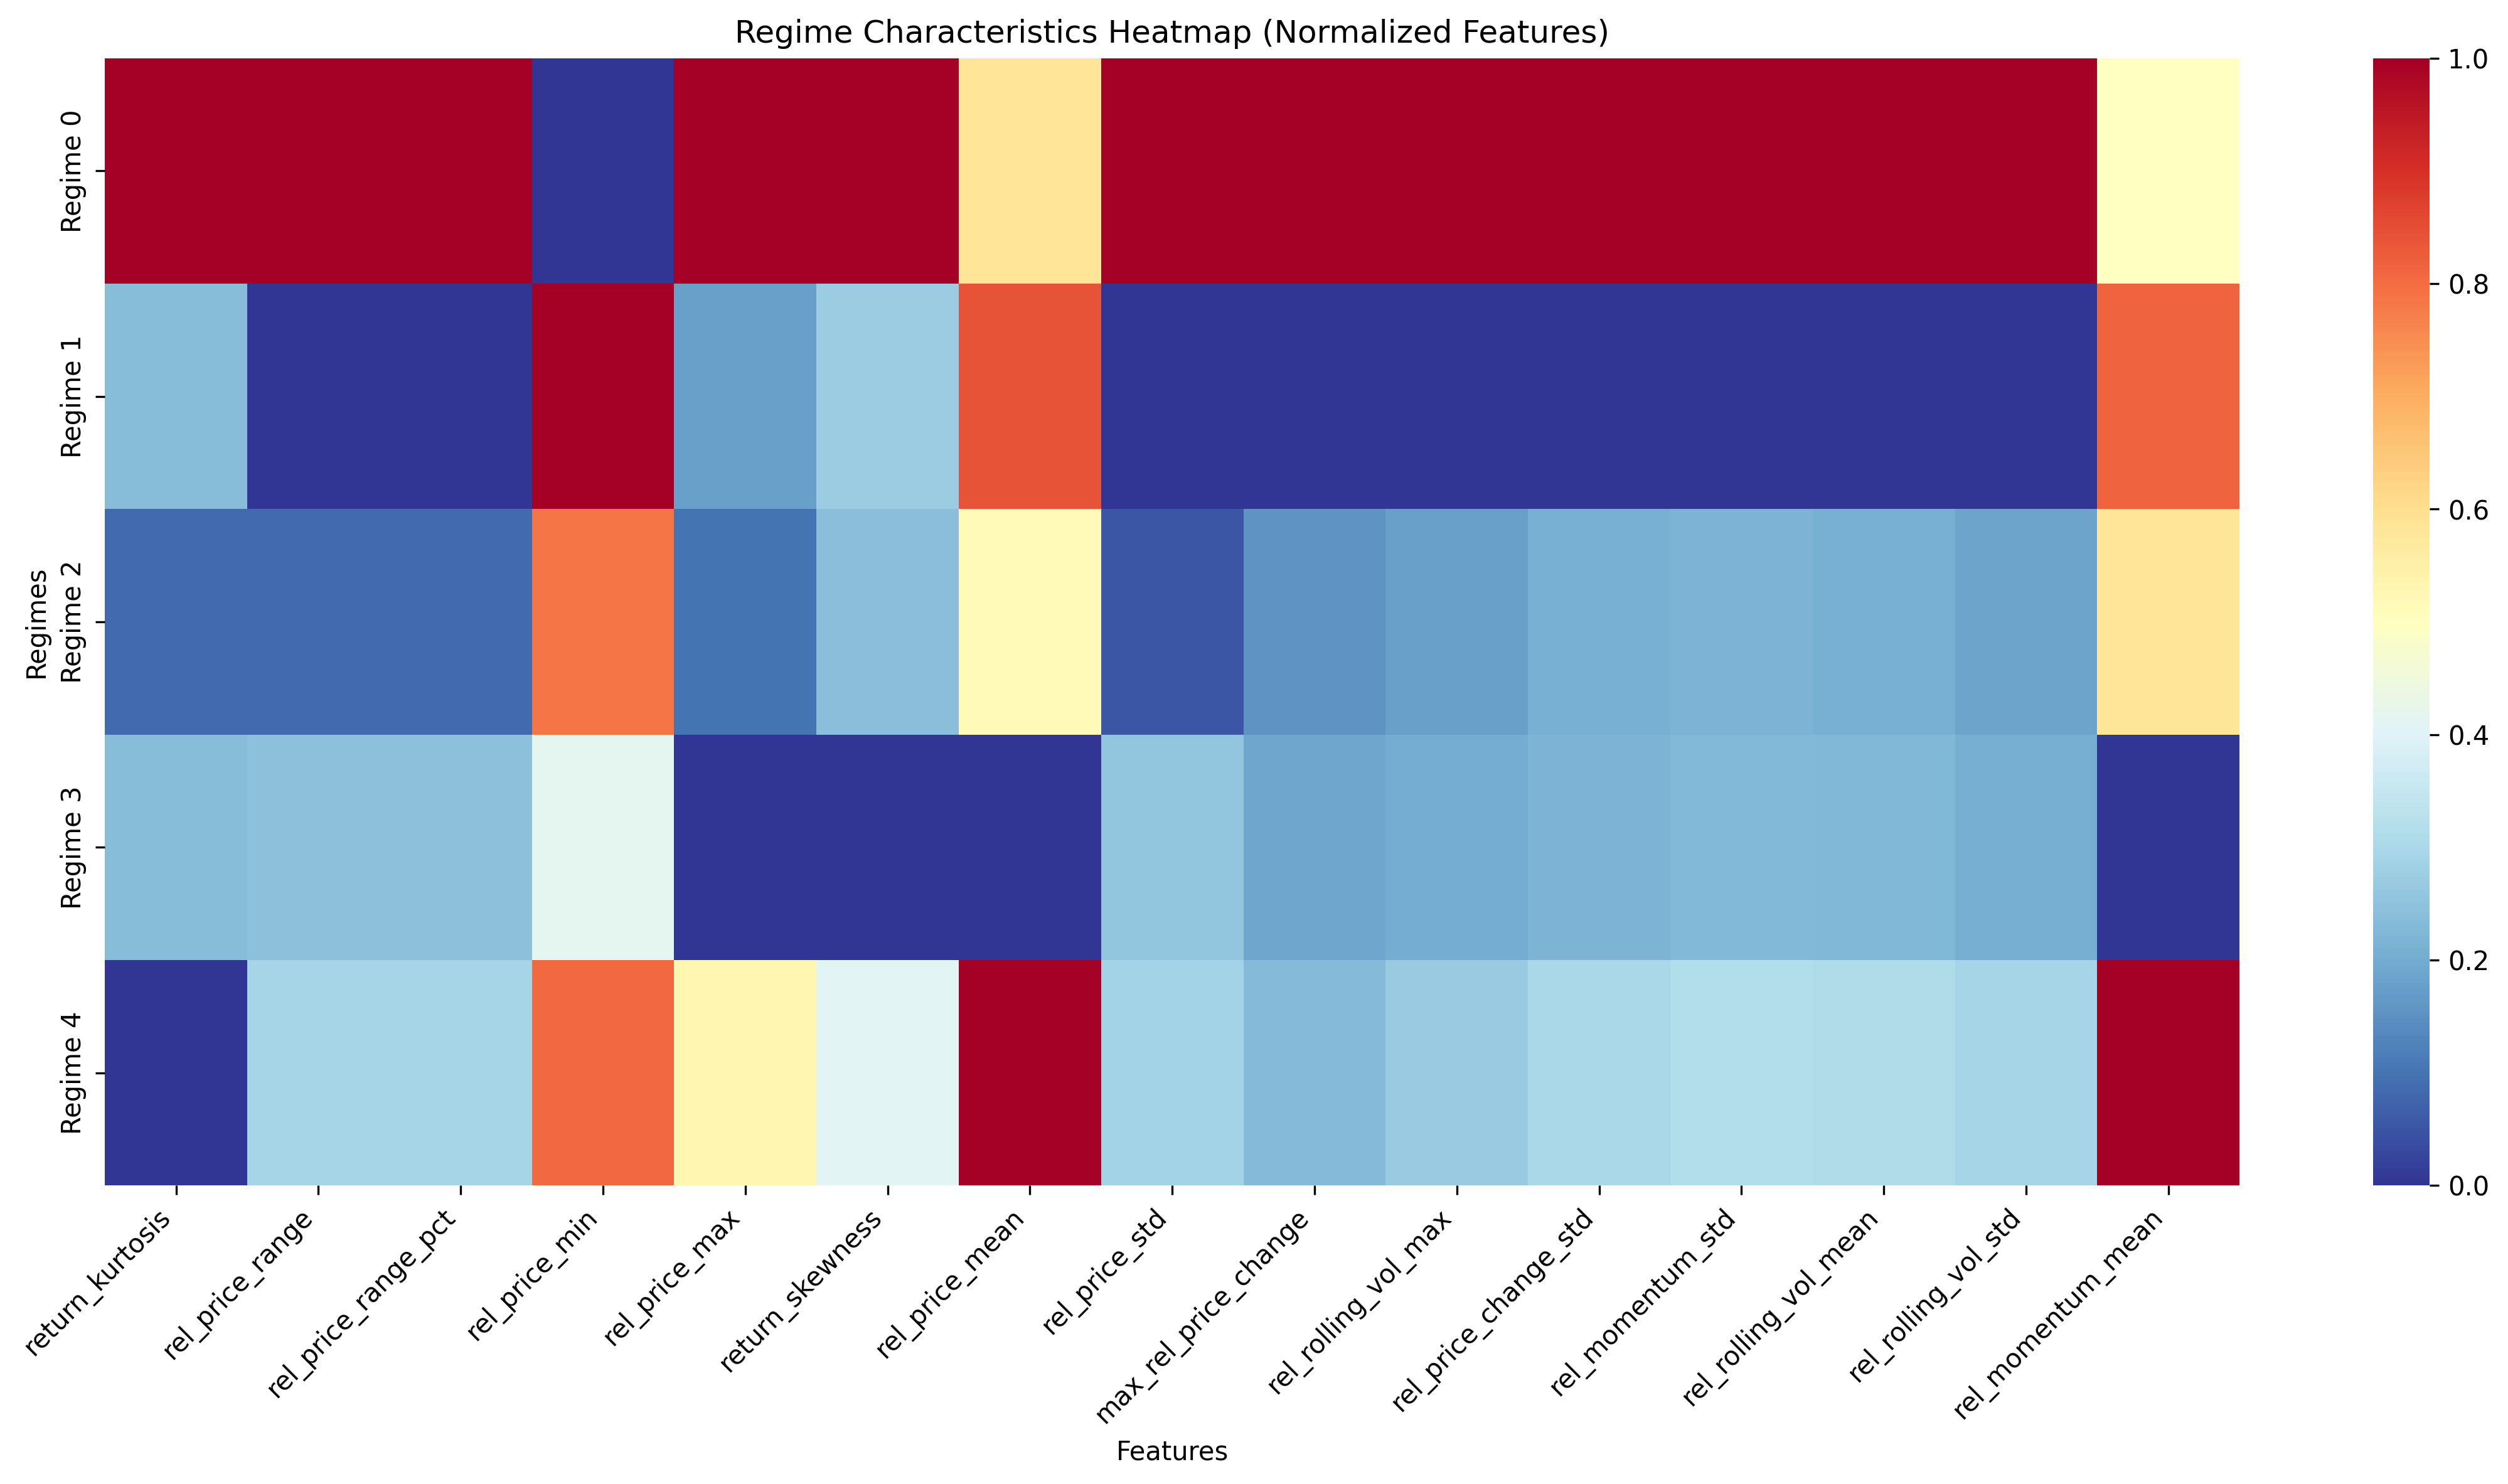 Regime Characteristics Heatmap (Normalized Features)
Regimes
Regime 0
Regime 1
Regime 2
Regime 3
Regime 4
return_kurtosis
rel_price_range
rel_price_range_pct
rel_price_min
rel_price_max
return_skewness
rel_price_mean
rel_price_std
max_rel_price_change
rel_rolling_vol_max
rel_price_change_std
rel_momentum_std
rel_rolling_vol_mean
rel_rolling_vol_std
rel_momentum_mean
Features
1.0
0.8
0.6
0.4
0.2
0.0